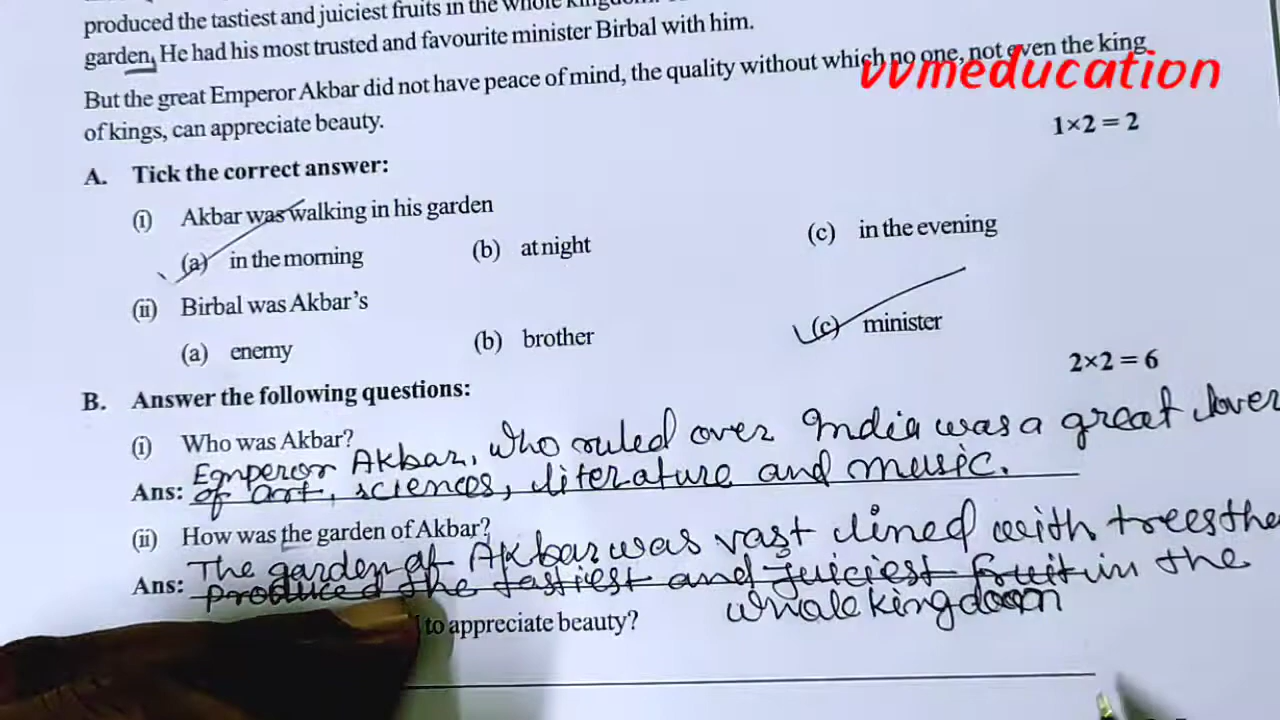 produced the tastiest and juiciest fruits in the whole kingdom.
garden. He had his most trusted and favourite minister Birbal with him.
But the great Emperor Akbar did not have peace of mind, the quality without which no one, not even the king
of kings, can appreciate beauty.
vvmeducation
1×2 = 2
A. Tick the correct answer:
(i) Akbar was walking in his garden
(a) in the morning (b) at night (c) in the evening
(ii) Birbal was Akbar's
(a) enemy (b) brother (c) minister
2×2 = 6
B. Answer the following questions:
(i) Who was Akbar?
Emperor Akbar, who ruled over India was a great lover
Ans: of art, sciences, literature and music.
(ii) How was the garden of Akbar?
The garden of Akbar was vast lined with trees the
Ans: produced the tastiest and juiciest fruit in the
whole kingdoom
to appreciate beauty?